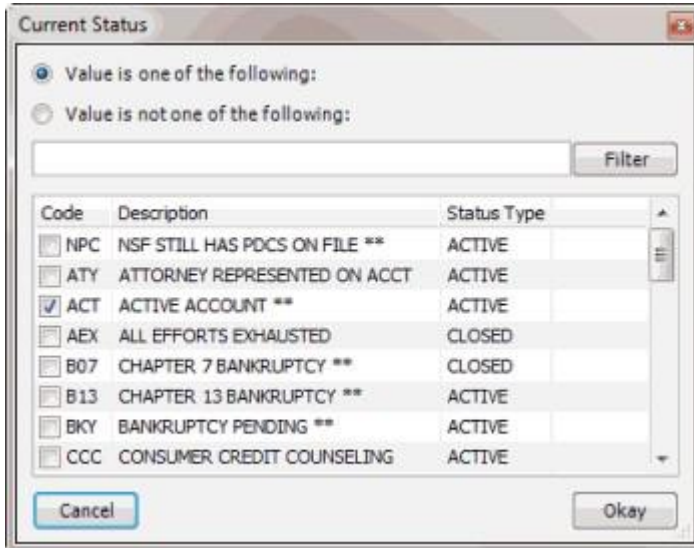 Current Status
Value is one of the following:
Value is not one of the following:
Filter
Code Description Status Type
NPC NSF STILL HAS PDCS ON FILE ** ACTIVE
ATY ATTORNEY REPRESENTED ON ACCT ACTIVE
ACT ACTIVE ACCOUNT ** ACTIVE
AEX ALL EFFORTS EXHAUSTED CLOSED
B07 CHAPTER 7 BANKRUPTCY ** CLOSED
B13 CHAPTER 13 BANKRUPTCY ** ACTIVE
BKY BANKRUPTCY PENDING ** ACTIVE
CCC CONSUMER CREDIT COUNSELING ACTIVE
Cancel Okay